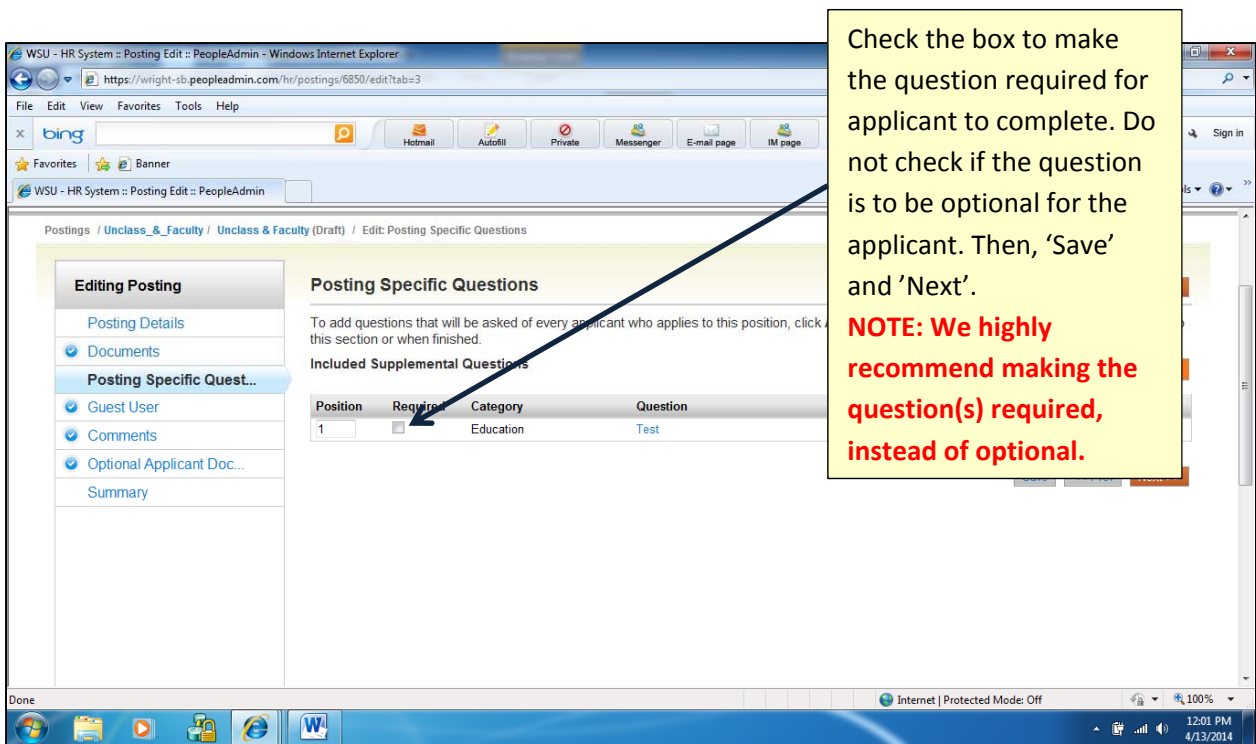 WSU - HR System :: Posting Edit :: PeopleAdmin - Windows Internet Explorer
https://wright-sb.peopleadmin.com/hr/postings/6850/edit?tab=3
File Edit View Favorites Tools Help
x bing Hotmail Autofill Private Messenger E-mail page IM page Sign in
Favorites Banner
WSU - HR System :: Posting Edit :: PeopleAdmin
Check the box to make
the question required for
applicant to complete. Do
not check if the question
is to be optional for the
applicant. Then, ‘Save’
and ’Next’.
NOTE: We highly
recommend making the
question(s) required,
instead of optional.
Postings / Unclass_&_Faculty / Unclass & Faculty (Draft) / Edit: Posting Specific Questions
Editing Posting
Posting Details
Documents
Posting Specific Quest...
Guest User
Comments
Optional Applicant Doc...
Summary
Posting Specific Questions
To add questions that will be asked of every applicant who applies to this position, click
this section or when finished.
Included Supplemental Questions
Position Required Category Question
1 Education Test
Save Next
Done Internet | Protected Mode: Off 100%
12:01 PM
4/13/2014